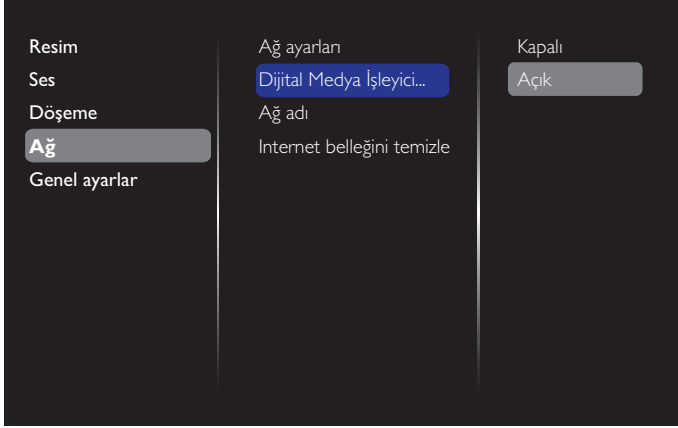 Resim
Ses
Döşeme
Ağ
Genel ayarlar
Ağ ayarları
Dijital Medya İşleyici...
Ağ adı
Internet belleğini temizle
Kapalı
Açık